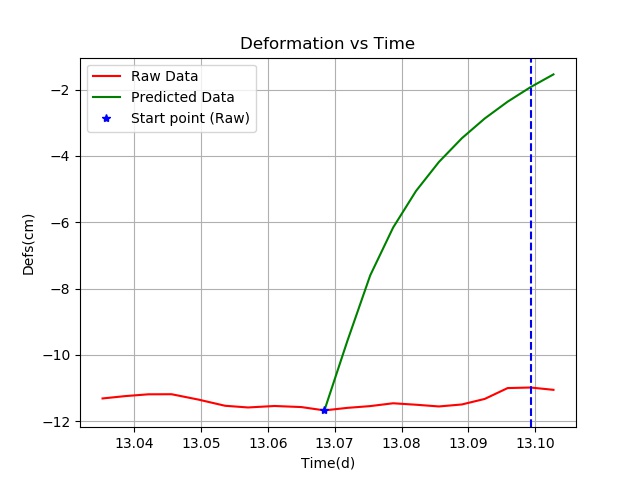 Deformation vs Time
Raw Data
Predicted Data
Start point (Raw)
Defs(cm)
−2
−4
−6
−8
−10
−12
13.04 13.05 13.06 13.07 13.08 13.09 13.10
Time(d)